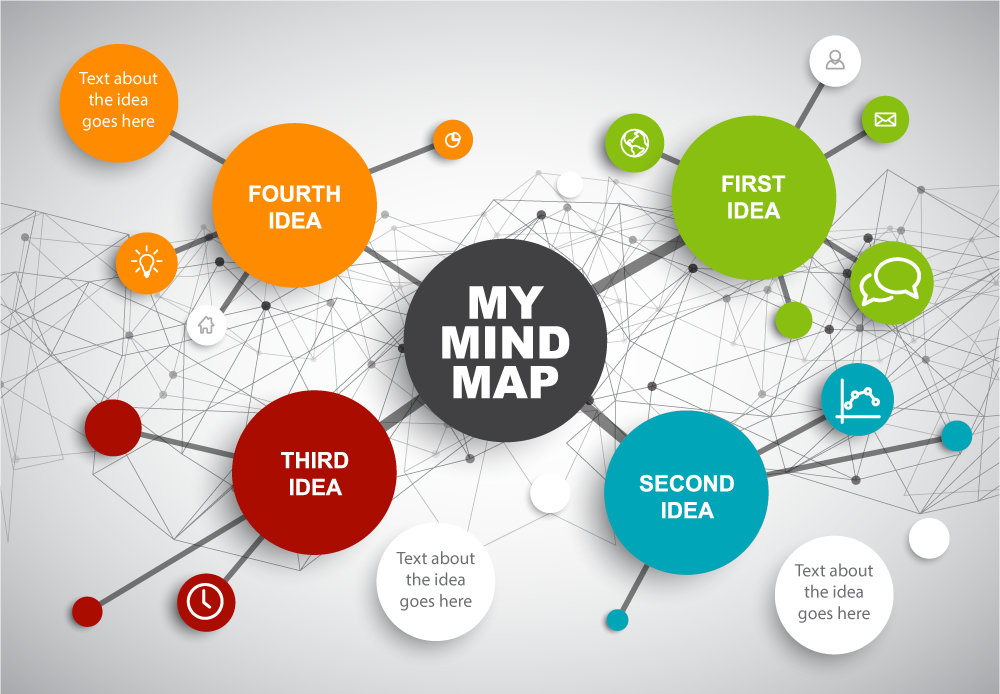 MY
MIND
MAP
FIRST
IDEA
SECOND
IDEA
THIRD
IDEA
FOURTH
IDEA
Text about
the idea
goes here
Text about
the idea
goes here
Text about
the idea
goes here